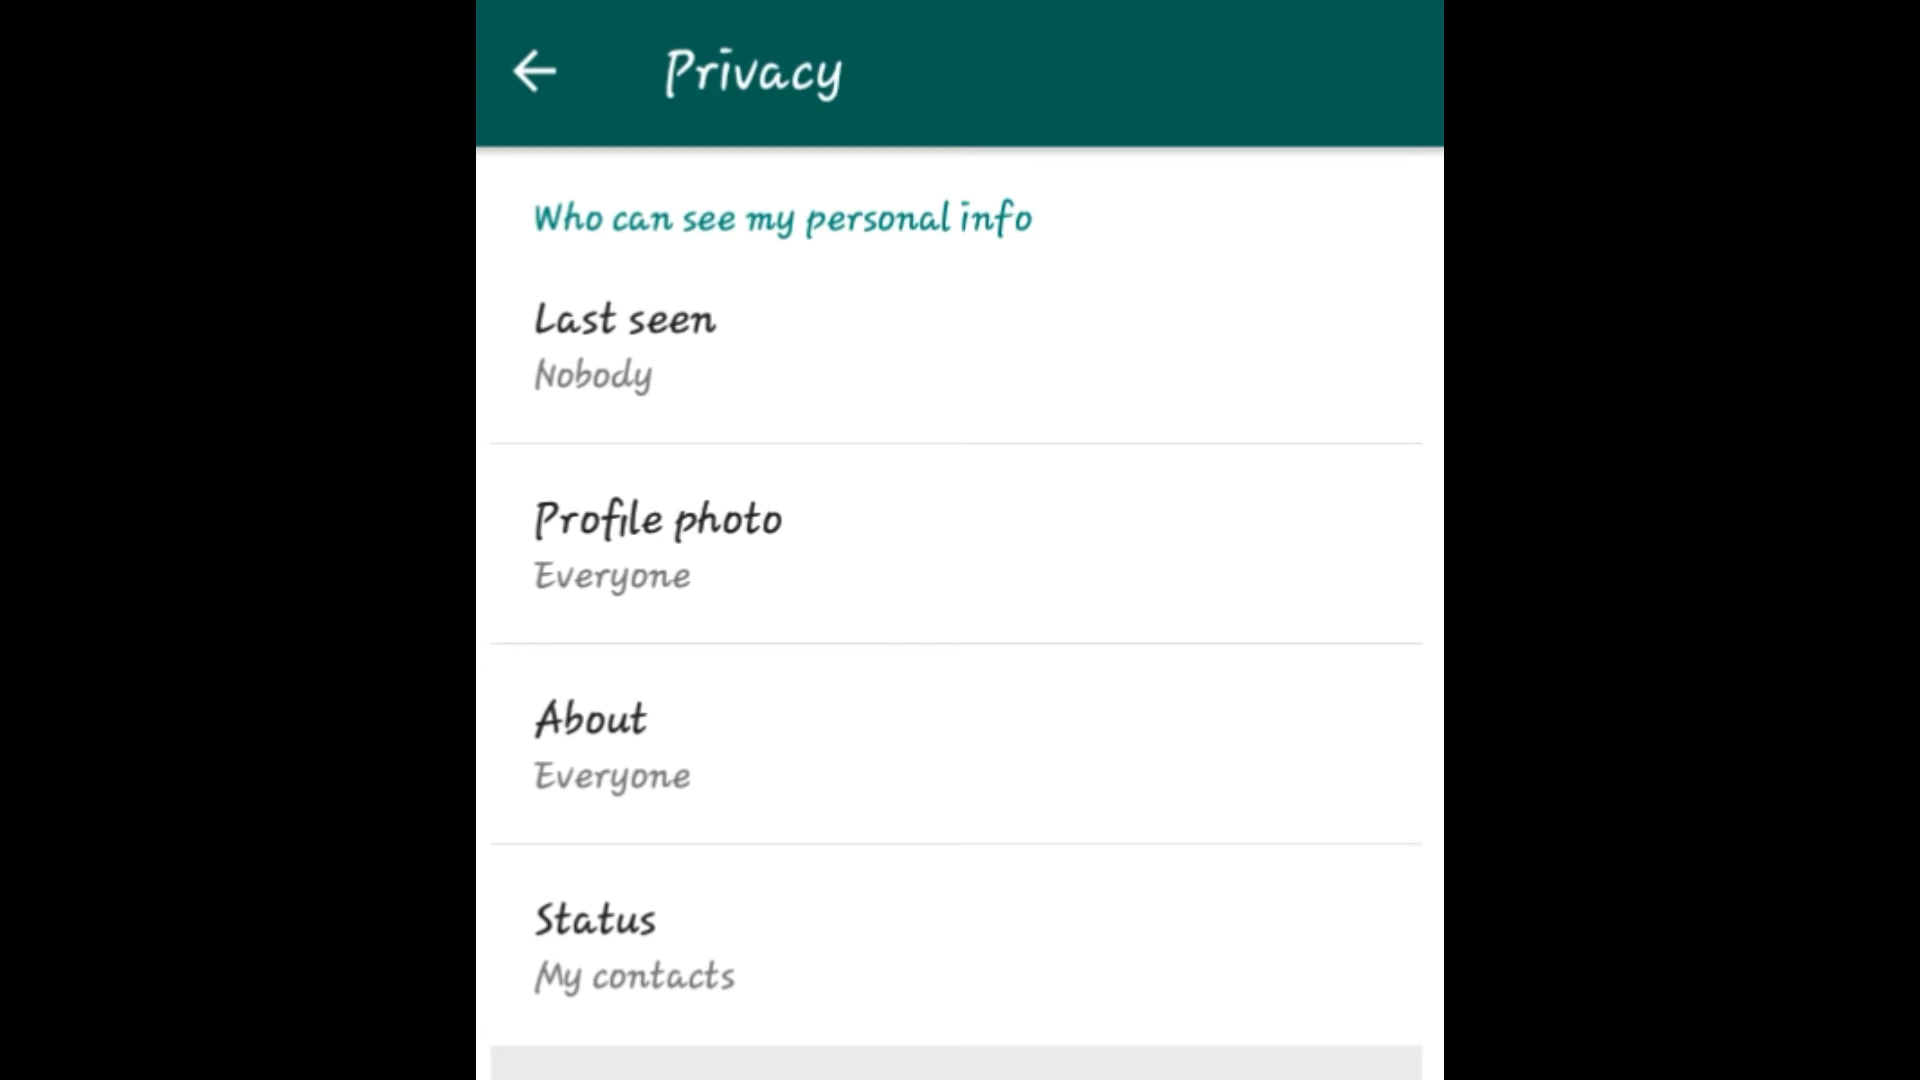 Privacy
Who can see my personal info
Last seen
Nobody
Profile photo
Everyone
About
Everyone
Status
My contacts